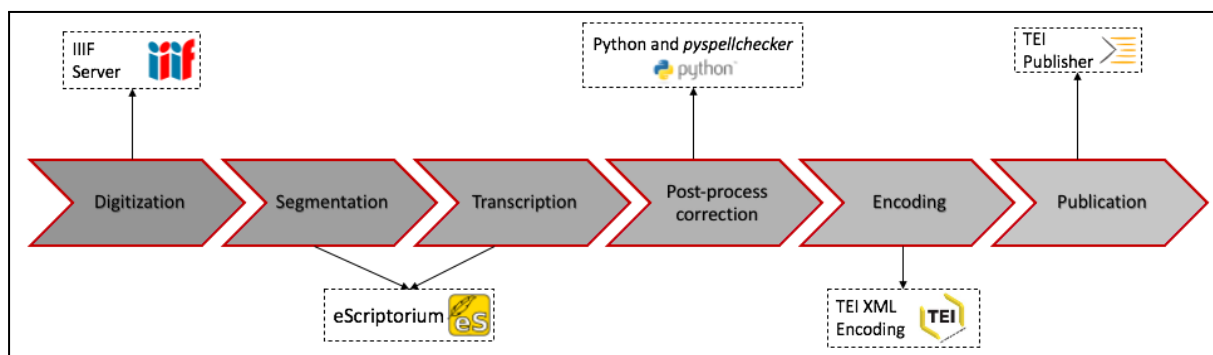 IIIF
Server
iiif
Python and pyspellchecker
python
TEI
Publisher
Digitization
Segmentation
Transcription
Post-process
correction
Encoding
Publication
eScriptorium
eS
TEI XML
Encoding
TEI